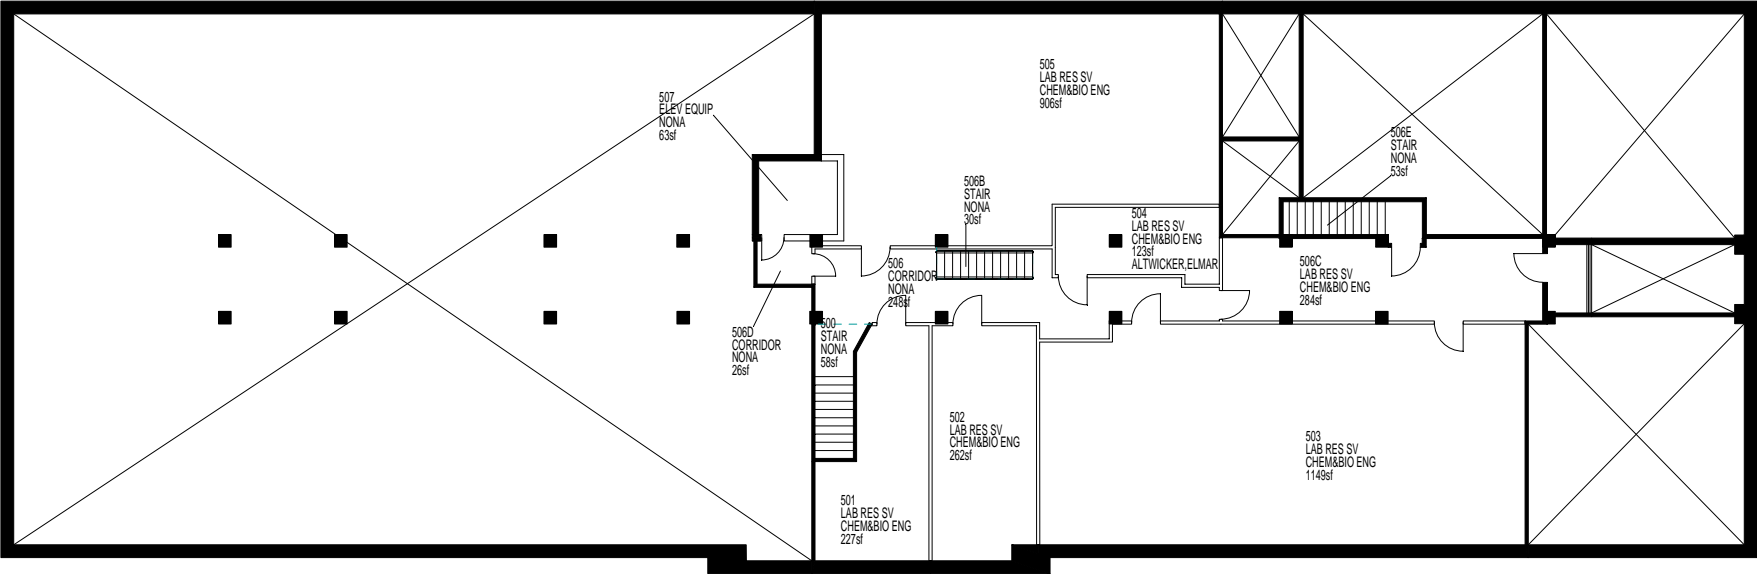 505
LAB RES SV
CHEM&BIO ENG
906sf
507
ELEV EQUIP
NONA
63sf
506E
STAIR
NONA
53sf
506B
STAIR
NONA
30sf
504
LAB RES SV
CHEM&BIO ENG
123sf
ALTWICKER,ELMAR
506
CORRIDOR
NONA
248sf
506C
LAB RES SV
CHEM&BIO ENG
284sf
500
STAIR
NONA
58sf
506D
CORRIDOR
NONA
26sf
502
LAB RES SV
CHEM&BIO ENG
262sf
503
LAB RES SV
CHEM&BIO ENG
1149sf
501
LAB RES SV
CHEM&BIO ENG
227sf